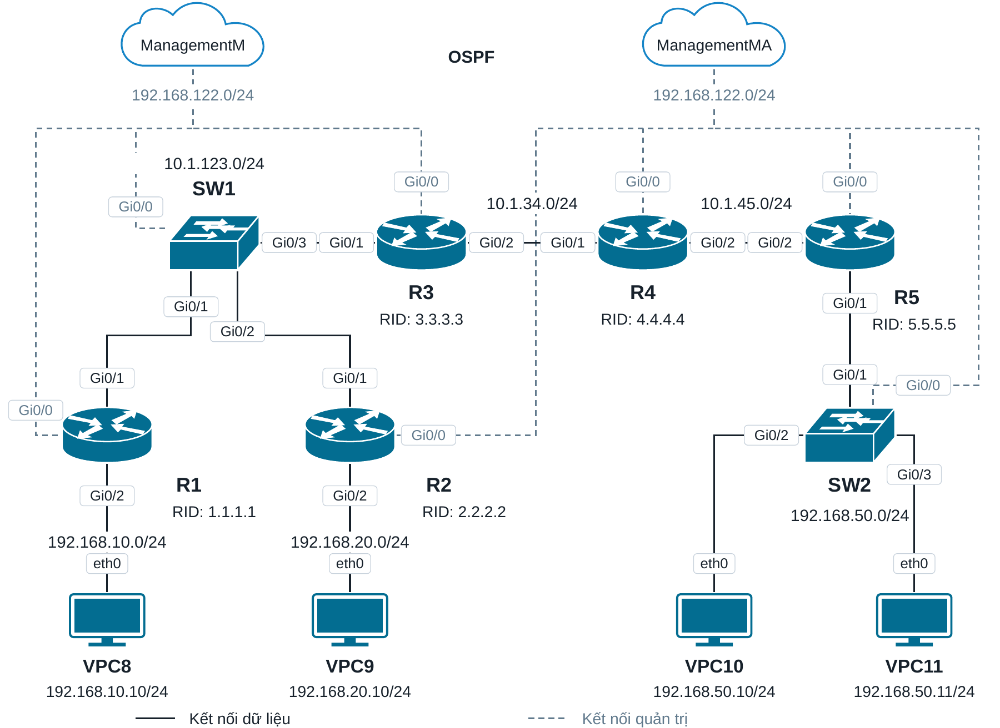 ManagementM
ManagementMA
OSPF
192.168.122.0/24
192.168.122.0/24
10.1.123.0/24
SW1
Gi0/0
Gi0/0
Gi0/0
Gi0/0
10.1.34.0/24
10.1.45.0/24
Gi0/3
Gi0/1
Gi0/2
Gi0/1
Gi0/2
Gi0/2
R3
RID: 3.3.3.3
R4
RID: 4.4.4.4
R5
RID: 5.5.5.5
Gi0/1
Gi0/1
Gi0/2
Gi0/1
Gi0/1
Gi0/1
Gi0/0
Gi0/0
Gi0/0
Gi0/2
Gi0/3
R1
RID: 1.1.1.1
R2
RID: 2.2.2.2
SW2
192.168.50.0/24
Gi0/2
Gi0/2
192.168.10.0/24
192.168.20.0/24
eth0
eth0
eth0
eth0
VPC8
192.168.10.10/24
VPC9
192.168.20.10/24
VPC10
192.168.50.10/24
VPC11
192.168.50.11/24
Kết nối dữ liệu
Kết nối quản trị